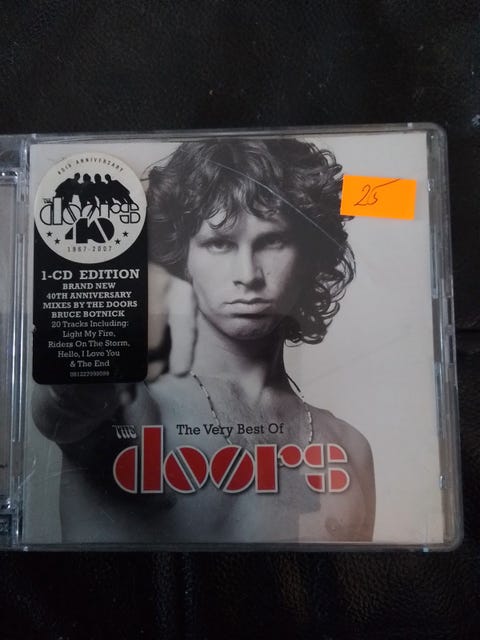 40TH ANNIVERSARY
THE
doors
40
1967-2007
1-CD EDITION
BRAND NEW
40TH ANNIVERSARY
MIXES BY THE DOORS
BRUCE BOTNICK
20 Tracks Including:
Light My Fire,
Riders On The Storm,
Hello, I Love You
& The End
081227999599
25
The Very Best Of
THE
doors